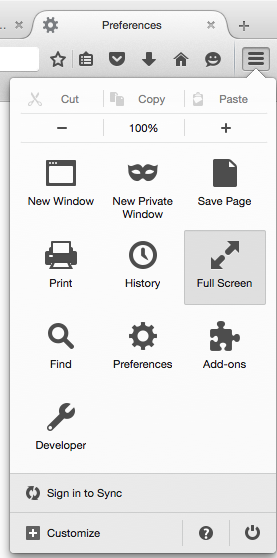 ... Preferences
Cut Copy Paste
− 100% +
New Window New Private Window Save Page
Print History Full Screen
Find Preferences Add-ons
Developer
Sign in to Sync
Customize